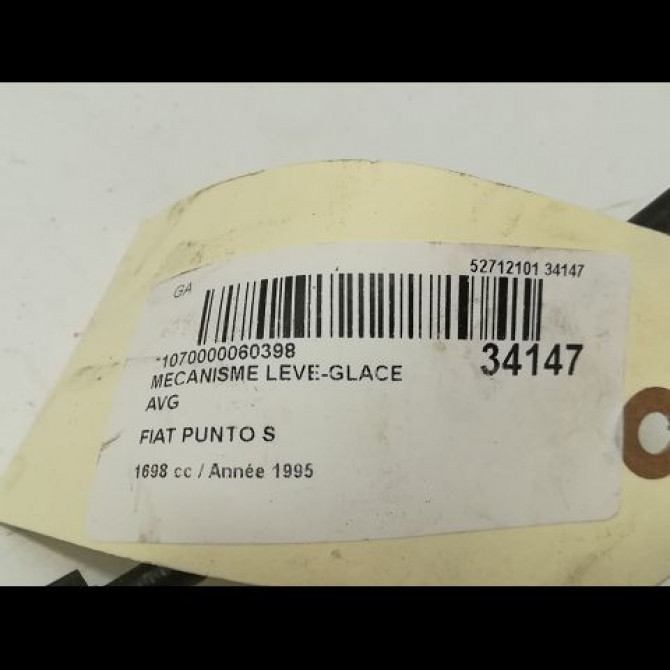 52712101 34147
GA
*1070000060398
34147
MECANISME LEVE-GLACE
AVG
FIAT PUNTO S
1698 cc / Année 1995